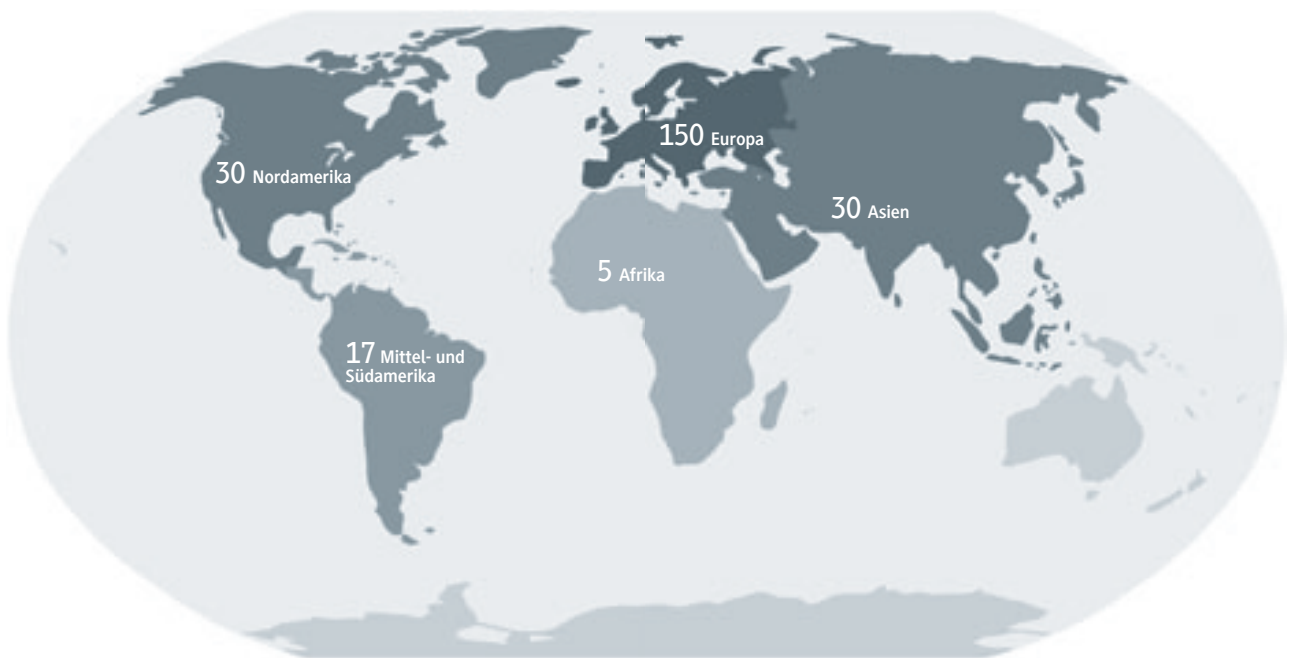 150 Europa
30 Nordamerika
30 Asien
5 Afrika
17 Mittel- und
Südamerika